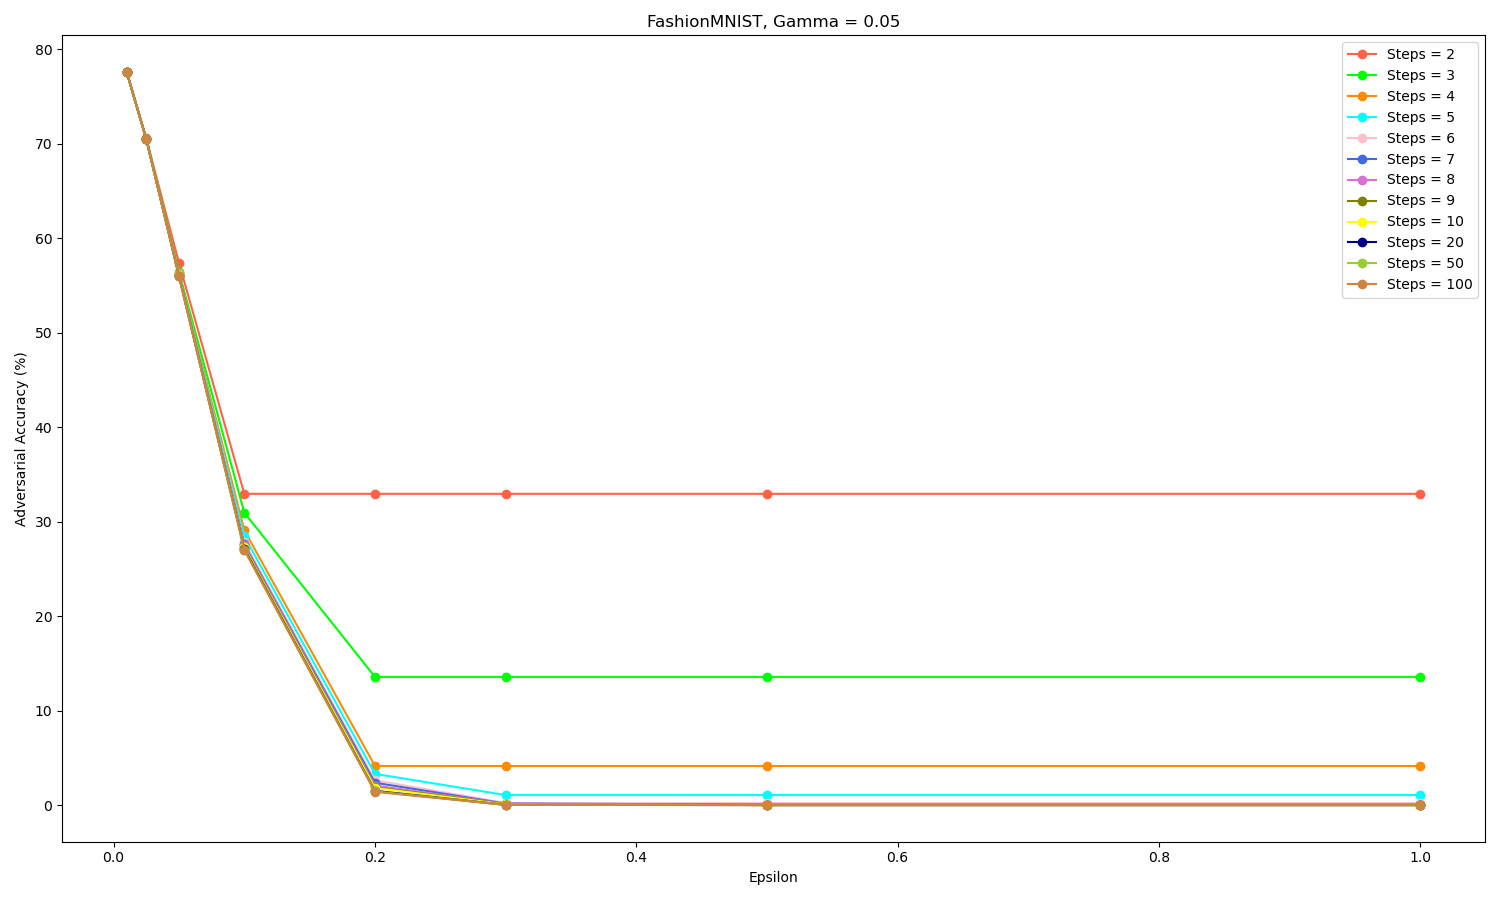 FashionMNIST, Gamma = 0.05
Adversarial Accuracy (%)
80
70
60
50
40
30
20
10
0
Steps = 2
Steps = 3
Steps = 4
Steps = 5
Steps = 6
Steps = 7
Steps = 8
Steps = 9
Steps = 10
Steps = 20
Steps = 50
Steps = 100
0.0 0.2 0.4 0.6 0.8 1.0
Epsilon